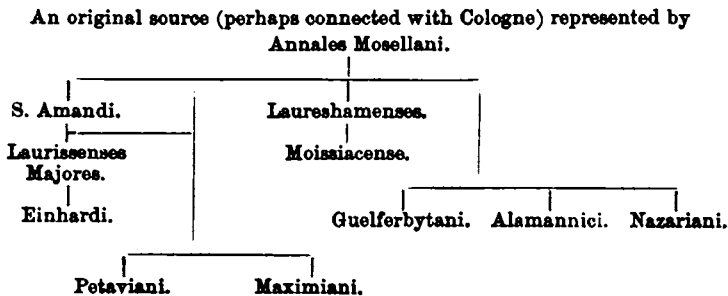 An original source (perhaps connected with Cologne) represented by
Annales Mosellani.
S. Amandi. Laureshamenses.
Laurissenses Moissiacense.
Majores.
Einhardi. Guelferbytani. Alamannici. Nazariani.
Petaviani. Maximiani.